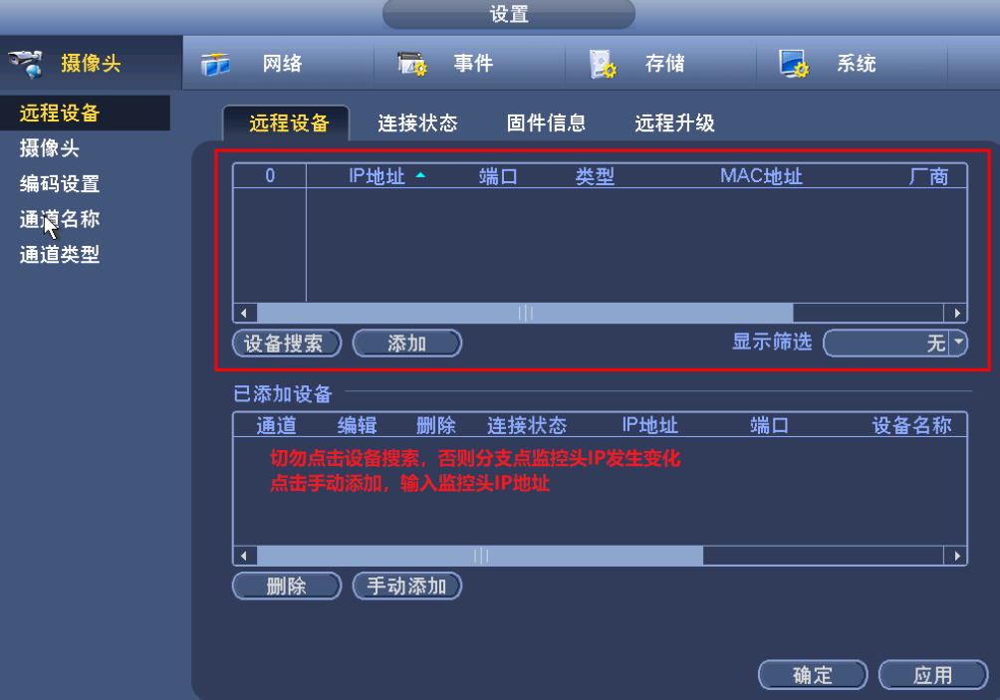 设置
摄像头 网络 事件 存储 系统
远程设备
摄像头
编码设置
通道名称
通道类型
远程设备 连接状态 固件信息 远程升级
0 IP地址 端口 类型 MAC地址 厂商
设备搜索 添加 显示筛选 无
已添加设备
通道 编辑 删除 连接状态 IP地址 端口 设备名称
切勿点击设备搜索，否则分支点监控头IP发生变化
点击手动添加，输入监控头IP地址
删除 手动添加
确定 应用